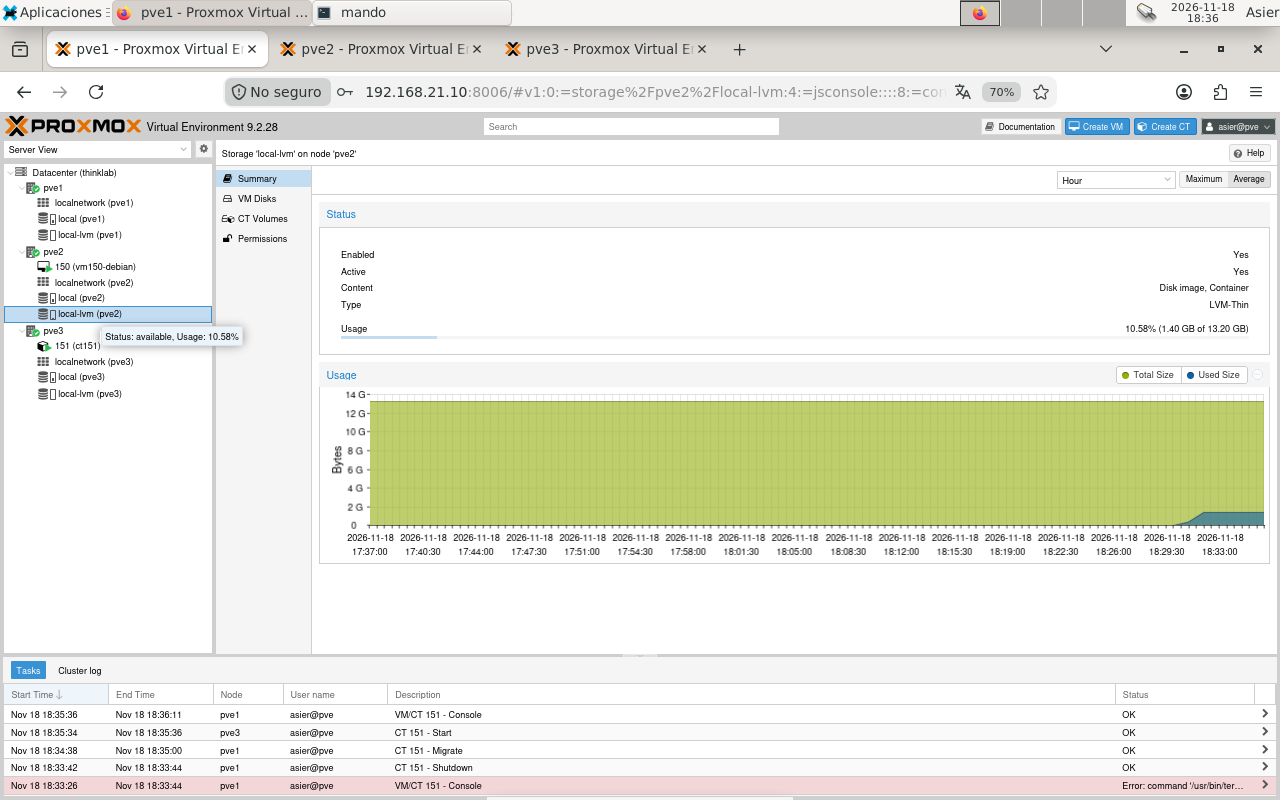 Aplicaciones
pve1 - Proxmox Virtual ...
mando
2026-11-18
18:36
Asier
pve1 - Proxmox Virtual E
pve2 - Proxmox Virtual E
pve3 - Proxmox Virtual E
No seguro
192.168.21.10:8006/#v1:0:=storage%2Fpve2%2Flocal-lvm:4:=jsconsole::::8:=con
70%
PROXMOX Virtual Environment 9.2.28
Search
Documentation
Create VM
Create CT
asier@pve
Server View
Storage 'local-lvm' on node 'pve2'
Help
Datacenter (thinklab)
pve1
localnetwork (pve1)
local (pve1)
local-lvm (pve1)
pve2
150 (vm150-debian)
localnetwork (pve2)
local (pve2)
local-lvm (pve2)
pve3
151 (ct151)
localnetwork (pve3)
local (pve3)
local-lvm (pve3)
Status: available, Usage: 10.58%
Summary
VM Disks
CT Volumes
Permissions
Hour
Maximum
Average
Status
Enabled Yes
Active Yes
Content Disk image, Container
Type LVM-Thin
Usage 10.58% (1.40 GB of 13.20 GB)
Usage
Total Size
Used Size
Bytes
14 G
12 G
10 G
8 G
6 G
4 G
2 G
0
2026-11-18 2026-11-18 2026-11-18 2026-11-18 2026-11-18 2026-11-18 2026-11-18 2026-11-18 2026-11-18 2026-11-18 2026-11-18 2026-11-18 2026-11-18 2026-11-18 2026-11-18 2026-11-18 2026-11-18
17:37:00 17:40:30 17:44:00 17:47:30 17:51:00 17:54:30 17:58:00 18:01:30 18:05:00 18:08:30 18:12:00 18:15:30 18:19:00 18:22:30 18:26:00 18:29:30 18:33:00
Tasks
Cluster log
Start Time End Time Node User name Description Status
Nov 18 18:35:36 Nov 18 18:36:11 pve1 asier@pve VM/CT 151 - Console OK
Nov 18 18:35:34 Nov 18 18:35:36 pve3 asier@pve CT 151 - Start OK
Nov 18 18:34:38 Nov 18 18:35:00 pve1 asier@pve CT 151 - Migrate OK
Nov 18 18:33:42 Nov 18 18:33:44 pve1 asier@pve CT 151 - Shutdown OK
Nov 18 18:33:26 Nov 18 18:33:44 pve1 asier@pve VM/CT 151 - Console Error: command '/usr/bin/ter...